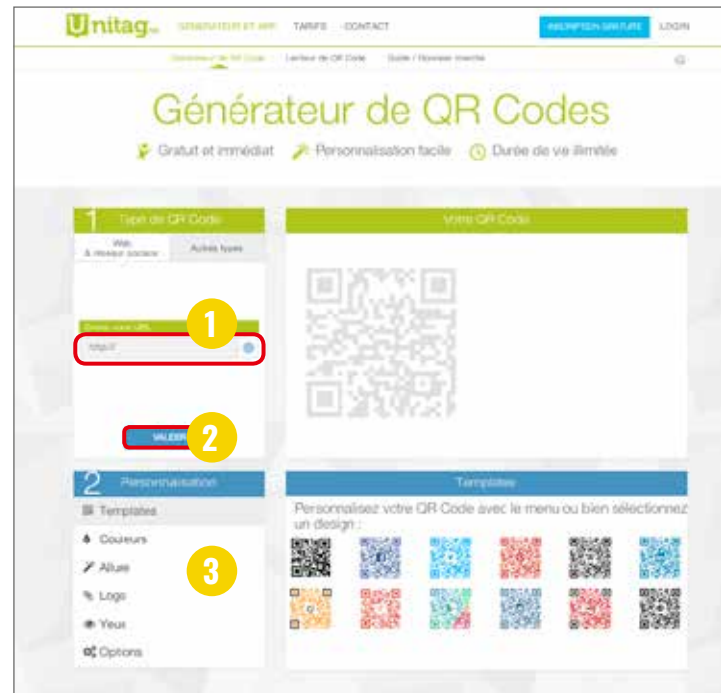 Unitag
GÉNÉRATEUR ET APP TARIFS CONTACT INSCRIPTION GRATUITE LOGIN
Générateur de QR Code Lecteur de QR Code
Générateur de QR Codes
Gratuit et immédiat Personnalisation facile Durée de vie illimitée
1 Type de QR Code
Web
& réseaux sociaux Autres types
Votre QR Code
Entrez votre URL
1
http://
VALIDER
2
2 Personnalisation
Templates
Couleurs
Allure
3
Logo
Yeux
Options
Templates
Personnalisez votre QR Code avec le menu ou bien sélectionnez
un design :